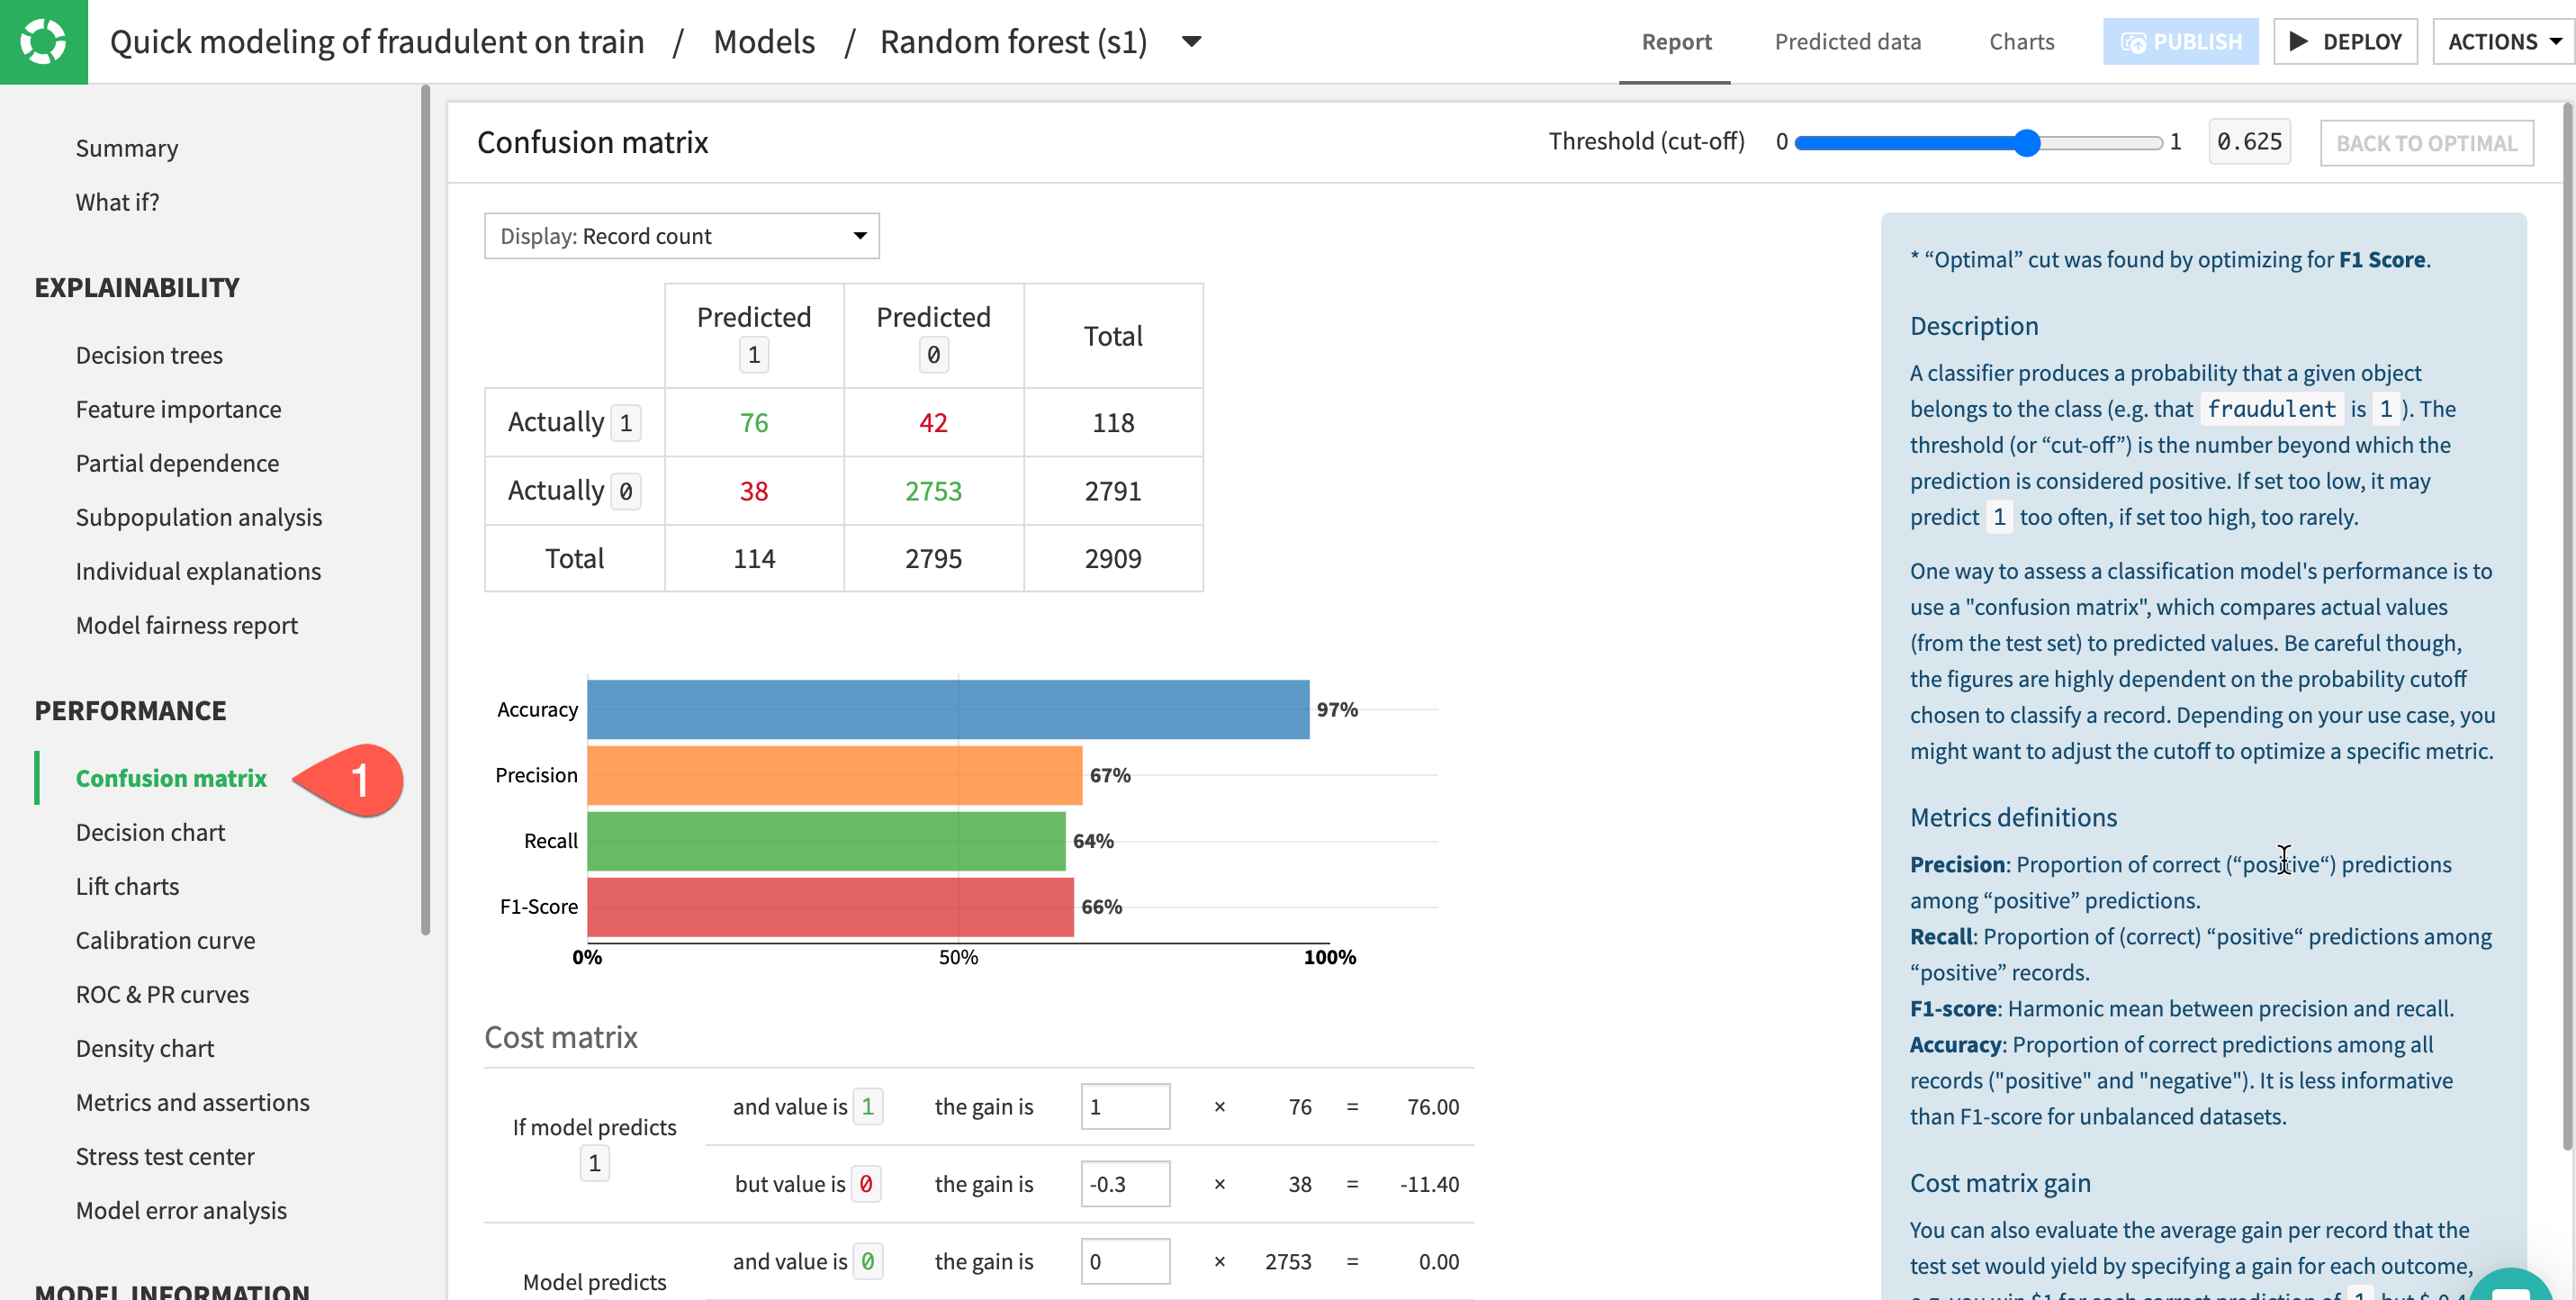 Quick modeling of fraudulent on train / Models / Random forest (s1)
Report
Predicted data
Charts
PUBLISH
DEPLOY
ACTIONS
Summary
What if?
EXPLAINABILITY
Decision trees
Feature importance
Partial dependence
Subpopulation analysis
Individual explanations
Model fairness report
PERFORMANCE
Confusion matrix
1
Decision chart
Lift charts
Calibration curve
ROC & PR curves
Density chart
Metrics and assertions
Stress test center
Model error analysis
MODEL INFORMATION
Confusion matrix
Threshold (cut-off) 0 1 0.625
BACK TO OPTIMAL
Display: Record count
Predicted 1 Predicted 0 Total
Actually 1 76 42 118
Actually 0 38 2753 2791
Total 114 2795 2909
Accuracy 97%
Precision 67%
Recall 64%
F1-Score 66%
0% 50% 100%
Cost matrix
If model predicts 1
and value is 1 the gain is 1 × 76 = 76.00
but value is 0 the gain is -0.3 × 38 = -11.40
Model predicts
and value is 0 the gain is 0 × 2753 = 0.00
* “Optimal” cut was found by optimizing for F1 Score.
Description
A classifier produces a probability that a given object
belongs to the class (e.g. that fraudulent is 1 ). The
threshold (or “cut-off”) is the number beyond which the
prediction is considered positive. If set too low, it may
predict 1 too often, if set too high, too rarely.
One way to assess a classification model's performance is to
use a "confusion matrix", which compares actual values
(from the test set) to predicted values. Be careful though,
the figures are highly dependent on the probability cutoff
chosen to classify a record. Depending on your use case, you
might want to adjust the cutoff to optimize a specific metric.
Metrics definitions
Precision: Proportion of correct (“positive“) predictions
among “positive” predictions.
Recall: Proportion of (correct) “positive“ predictions among
“positive” records.
F1-score: Harmonic mean between precision and recall.
Accuracy: Proportion of correct predictions among all
records ("positive" and "negative"). It is less informative
than F1-score for unbalanced datasets.
Cost matrix gain
You can also evaluate the average gain per record that the
test set would yield by specifying a gain for each outcome,
e.g. you win $1 for each correct prediction of 1 but $